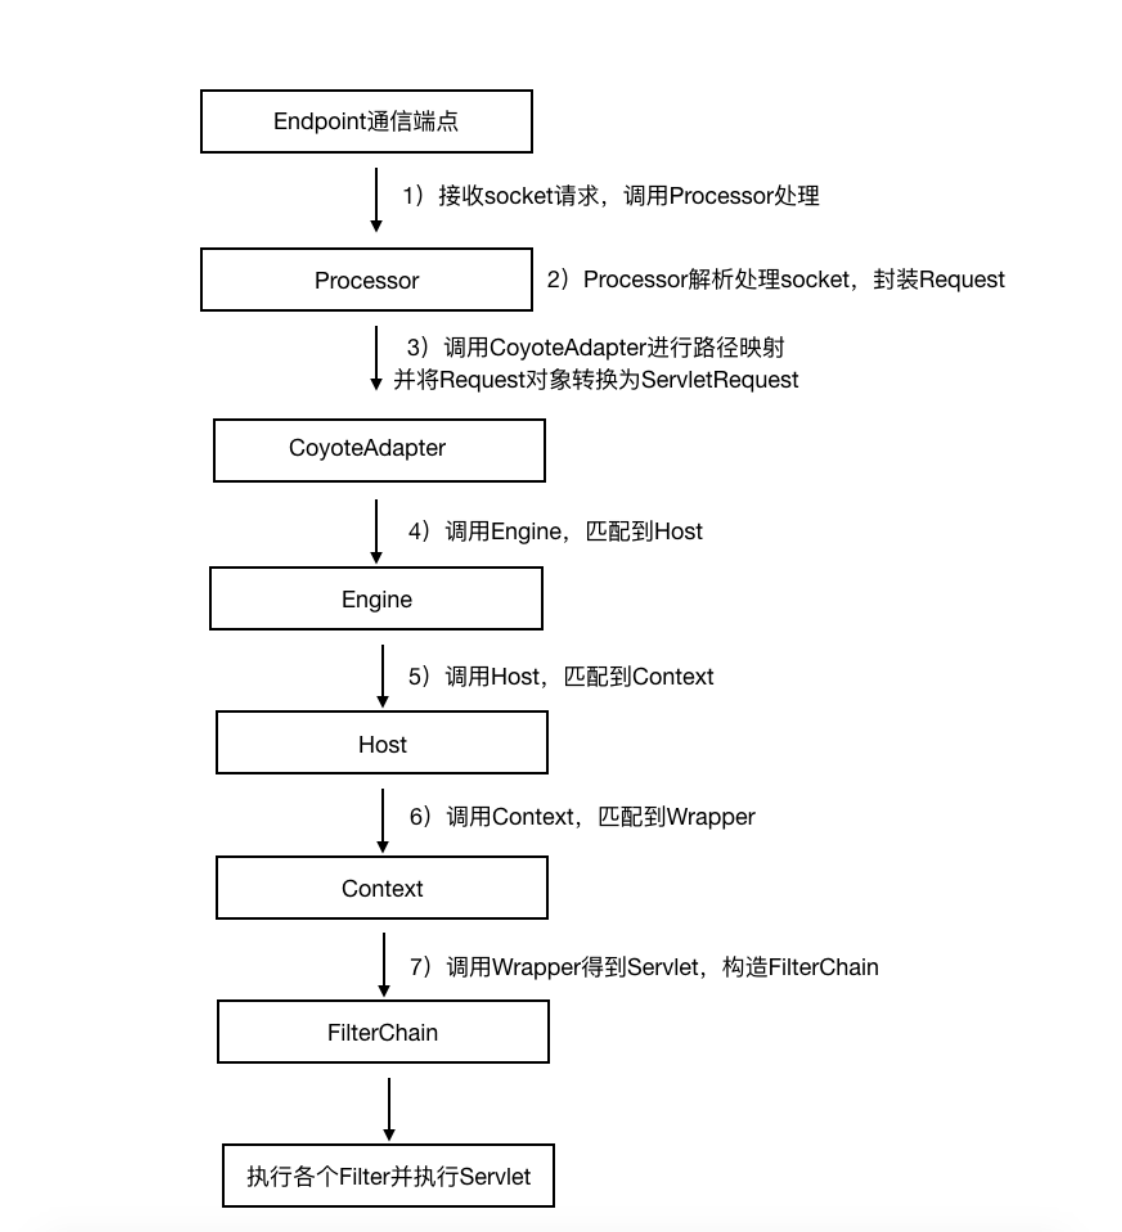 Endpoint通信端点
1）接收socket请求，调用Processor处理
Processor
2）Processor解析处理socket，封装Request
3）调用CoyoteAdapter进行路径映射
并将Request对象转换为ServletRequest
CoyoteAdapter
4）调用Engine，匹配到Host
Engine
5）调用Host，匹配到Context
Host
6）调用Context，匹配到Wrapper
Context
7）调用Wrapper得到Servlet，构造FilterChain
FilterChain
执行各个Filter并执行Servlet